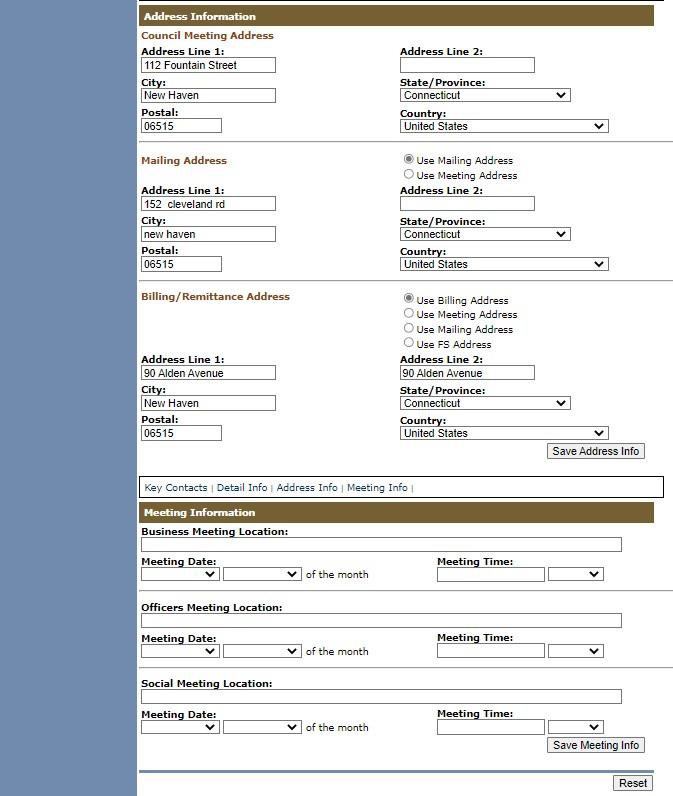 Address Information
Council Meeting Address
Address Line 1: Address Line 2:
112 Fountain Street
City: State/Province:
New Haven Connecticut
Postal: Country:
06515 United States
Mailing Address Use Mailing Address
Use Meeting Address
Address Line 1: Address Line 2:
152  cleveland rd
City: State/Province:
new haven Connecticut
Postal: Country:
06515 United States
Billing/Remittance Address Use Billing Address
Use Meeting Address
Use Mailing Address
Use FS Address
Address Line 1: Address Line 2:
90 Alden Avenue 90 Alden Avenue
City: State/Province:
New Haven Connecticut
Postal: Country:
06515 United States
Save Address Info
Key Contacts | Detail Info | Address Info | Meeting Info |
Meeting Information
Business Meeting Location:
Meeting Date: Meeting Time:
of the month
Officers Meeting Location:
Meeting Date: Meeting Time:
of the month
Social Meeting Location:
Meeting Date: Meeting Time:
of the month
Save Meeting Info
Reset